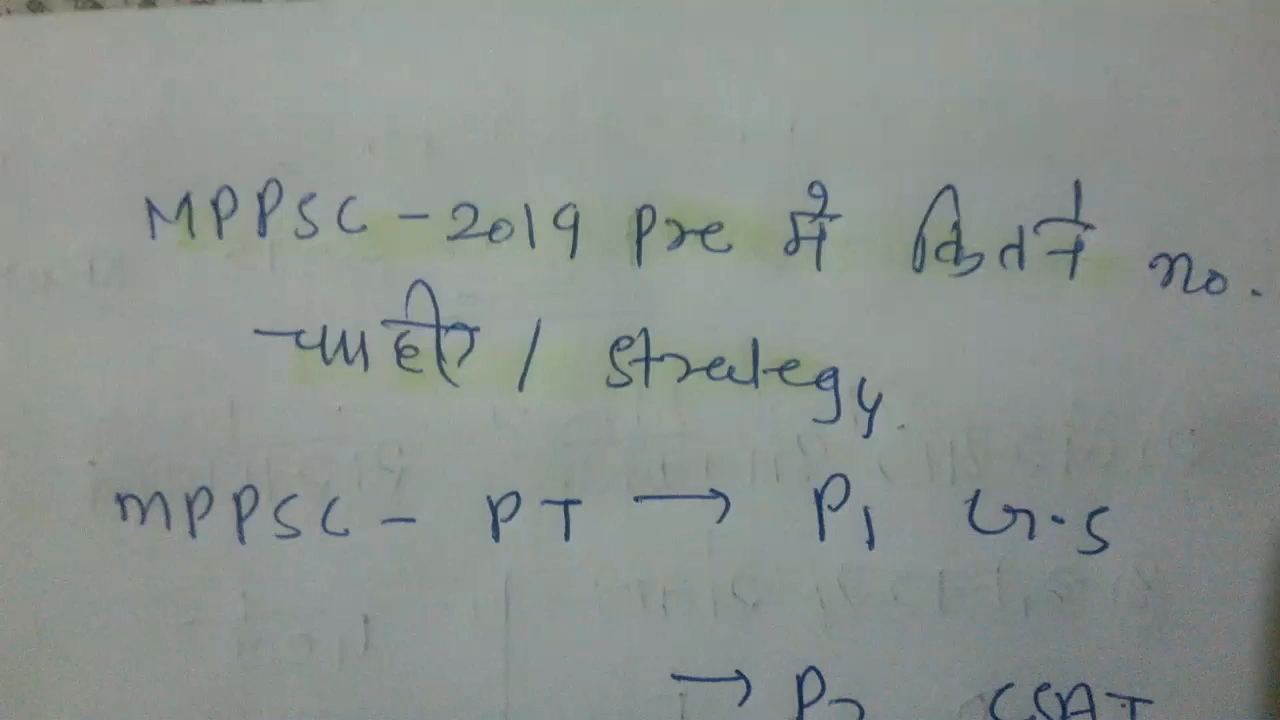 MPPSC - 2019 Pre में कितने no.
चाहीए / Strategy.
MPPSC - PT → P1 G.S
→ P2 CSAT